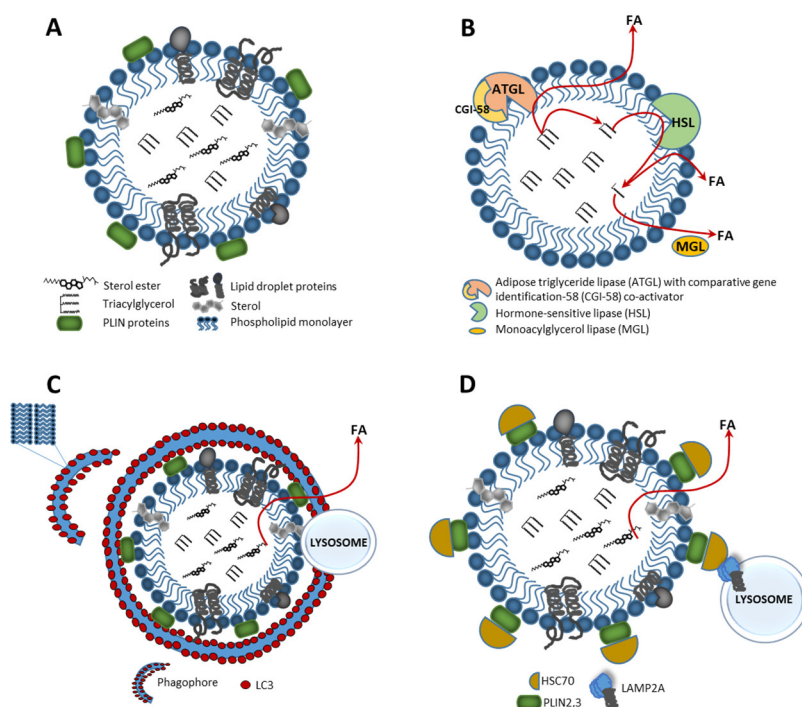 A
Sterol ester
Triacylglycerol
PLIN proteins
Lipid droplet proteins
Sterol
Phospholipid monolayer
B
FA
ATGL
CGI-58
HSL
FA
FA
MGL
Adipose triglyceride lipase (ATGL) with comparative gene
identification-58 (CGI-58) co-activator
Hormone-sensitive lipase (HSL)
Monoacylglycerol lipase (MGL)
C
FA
LYSOSOME
Phagophore
LC3
D
FA
LYSOSOME
HSC70
PLIN2,3
LAMP2A